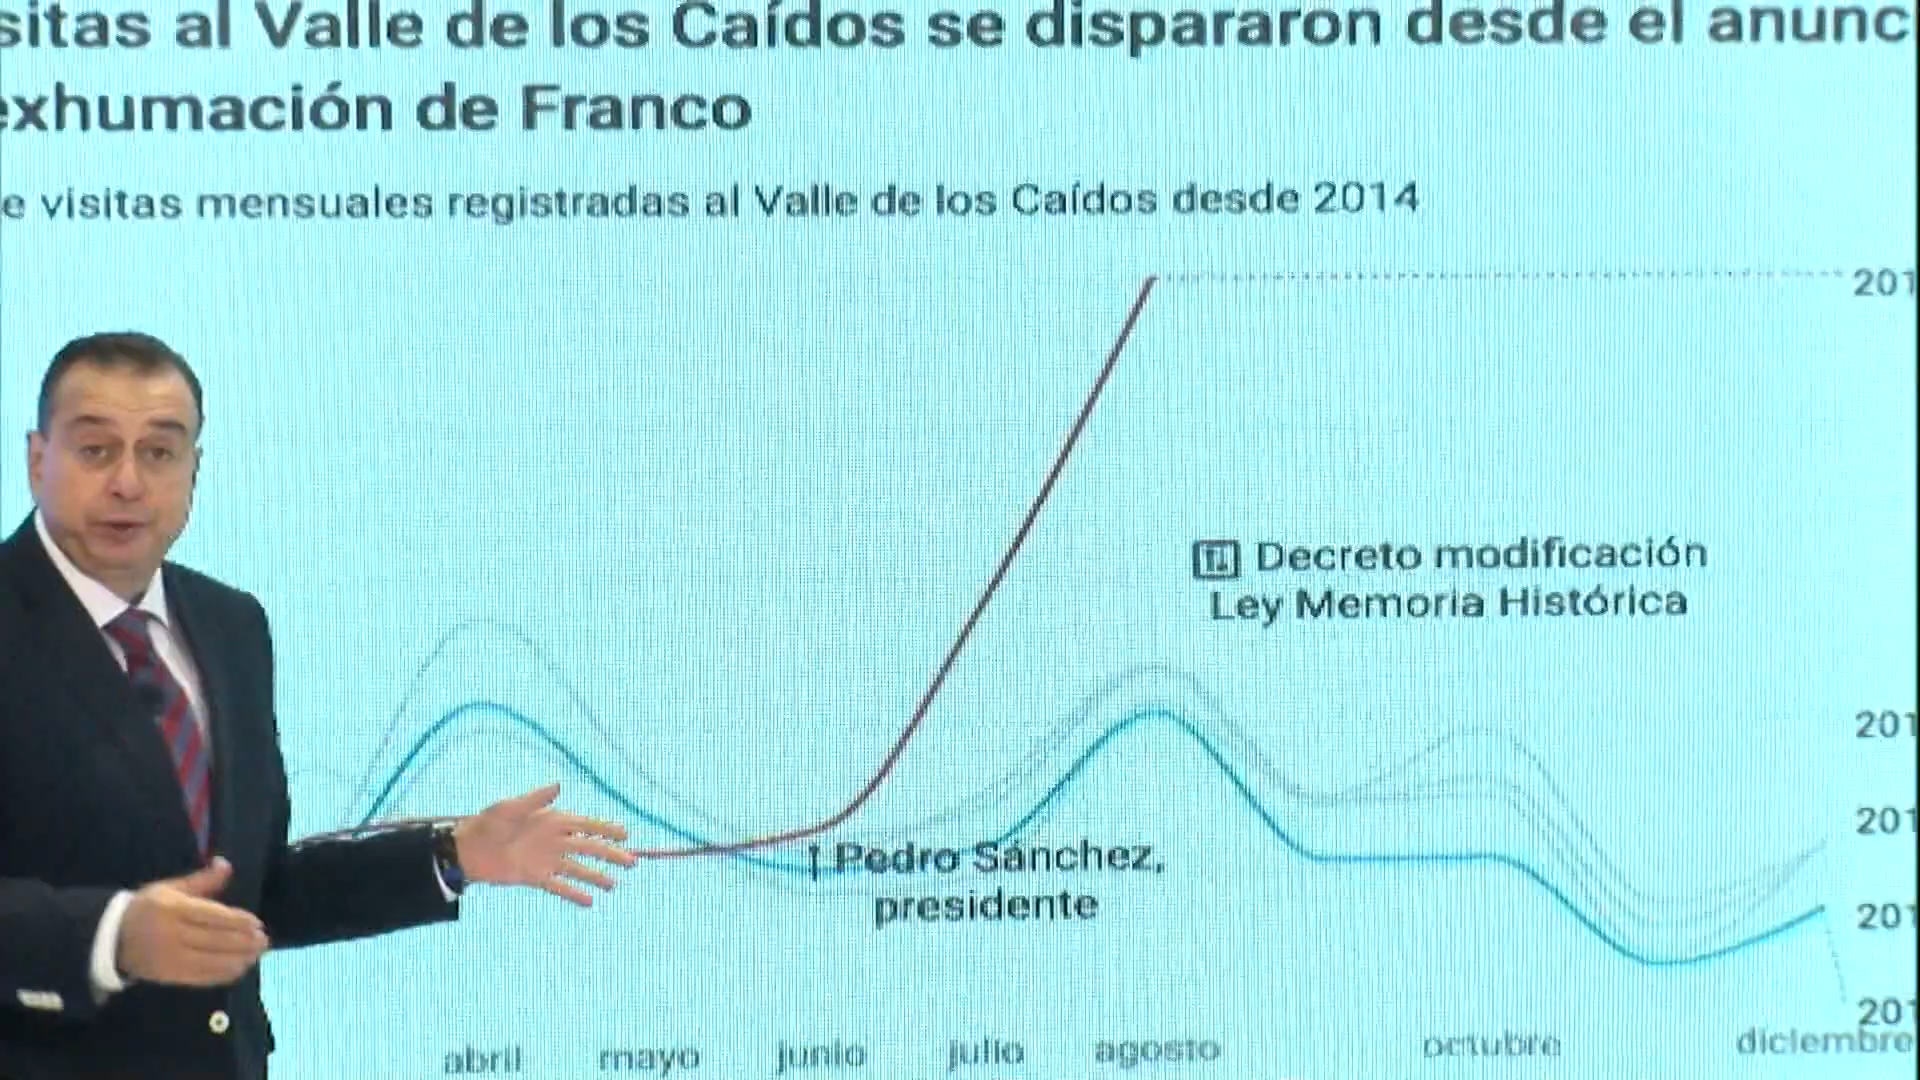 sitas al Valle de los Caídos se dispararon desde el anunc
exhumación de Franco
e visitas mensuales registradas al Valle de los Caídos desde 2014
201
Decreto modificación
Ley Memoria Histórica
201
201
Pedro Sánchez,
presidente
201
201
abril mayo junio julio agosto octubre diciembre